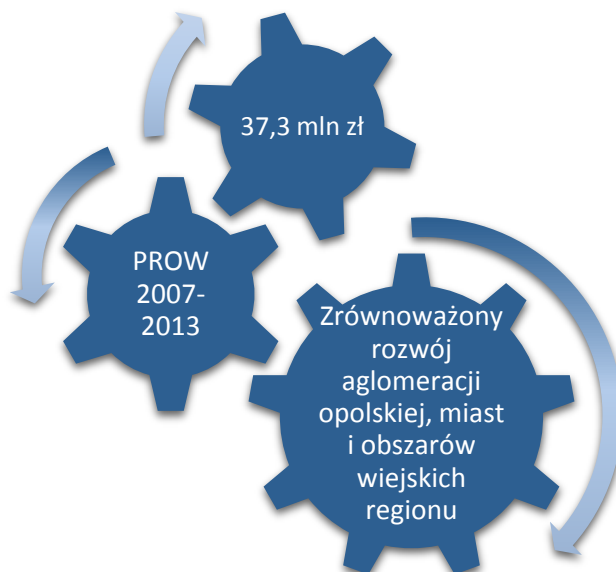 37,3 mln zł
PROW
2007-
2013
Zrównoważony
rozwój
aglomeracji
opolskiej, miast
i obszarów
wiejskich
regionu